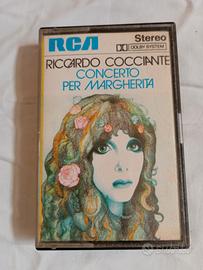 RCA
Stereo
DOLBY SYSTEM
RICCARDO COCCIANTE
CONCERTO
PER MARGHERITA